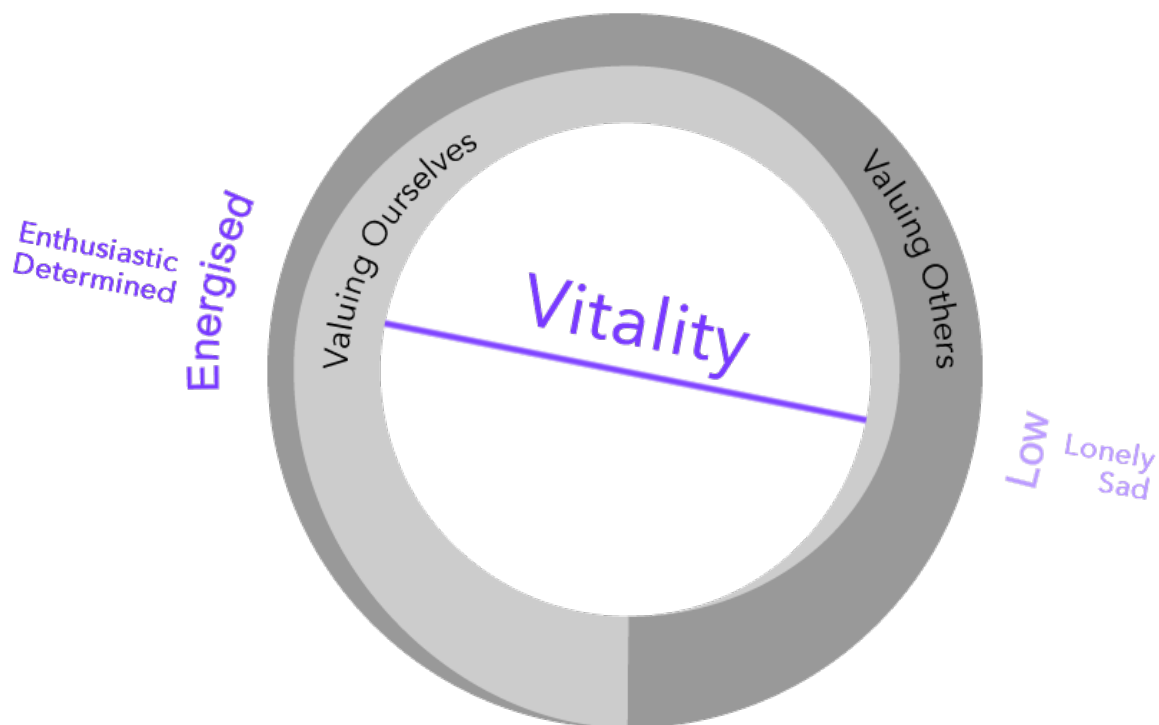 Enthusiastic
Determined
Energised
Valuing Ourselves
Vitality
Valuing Others
Low
Lonely
Sad